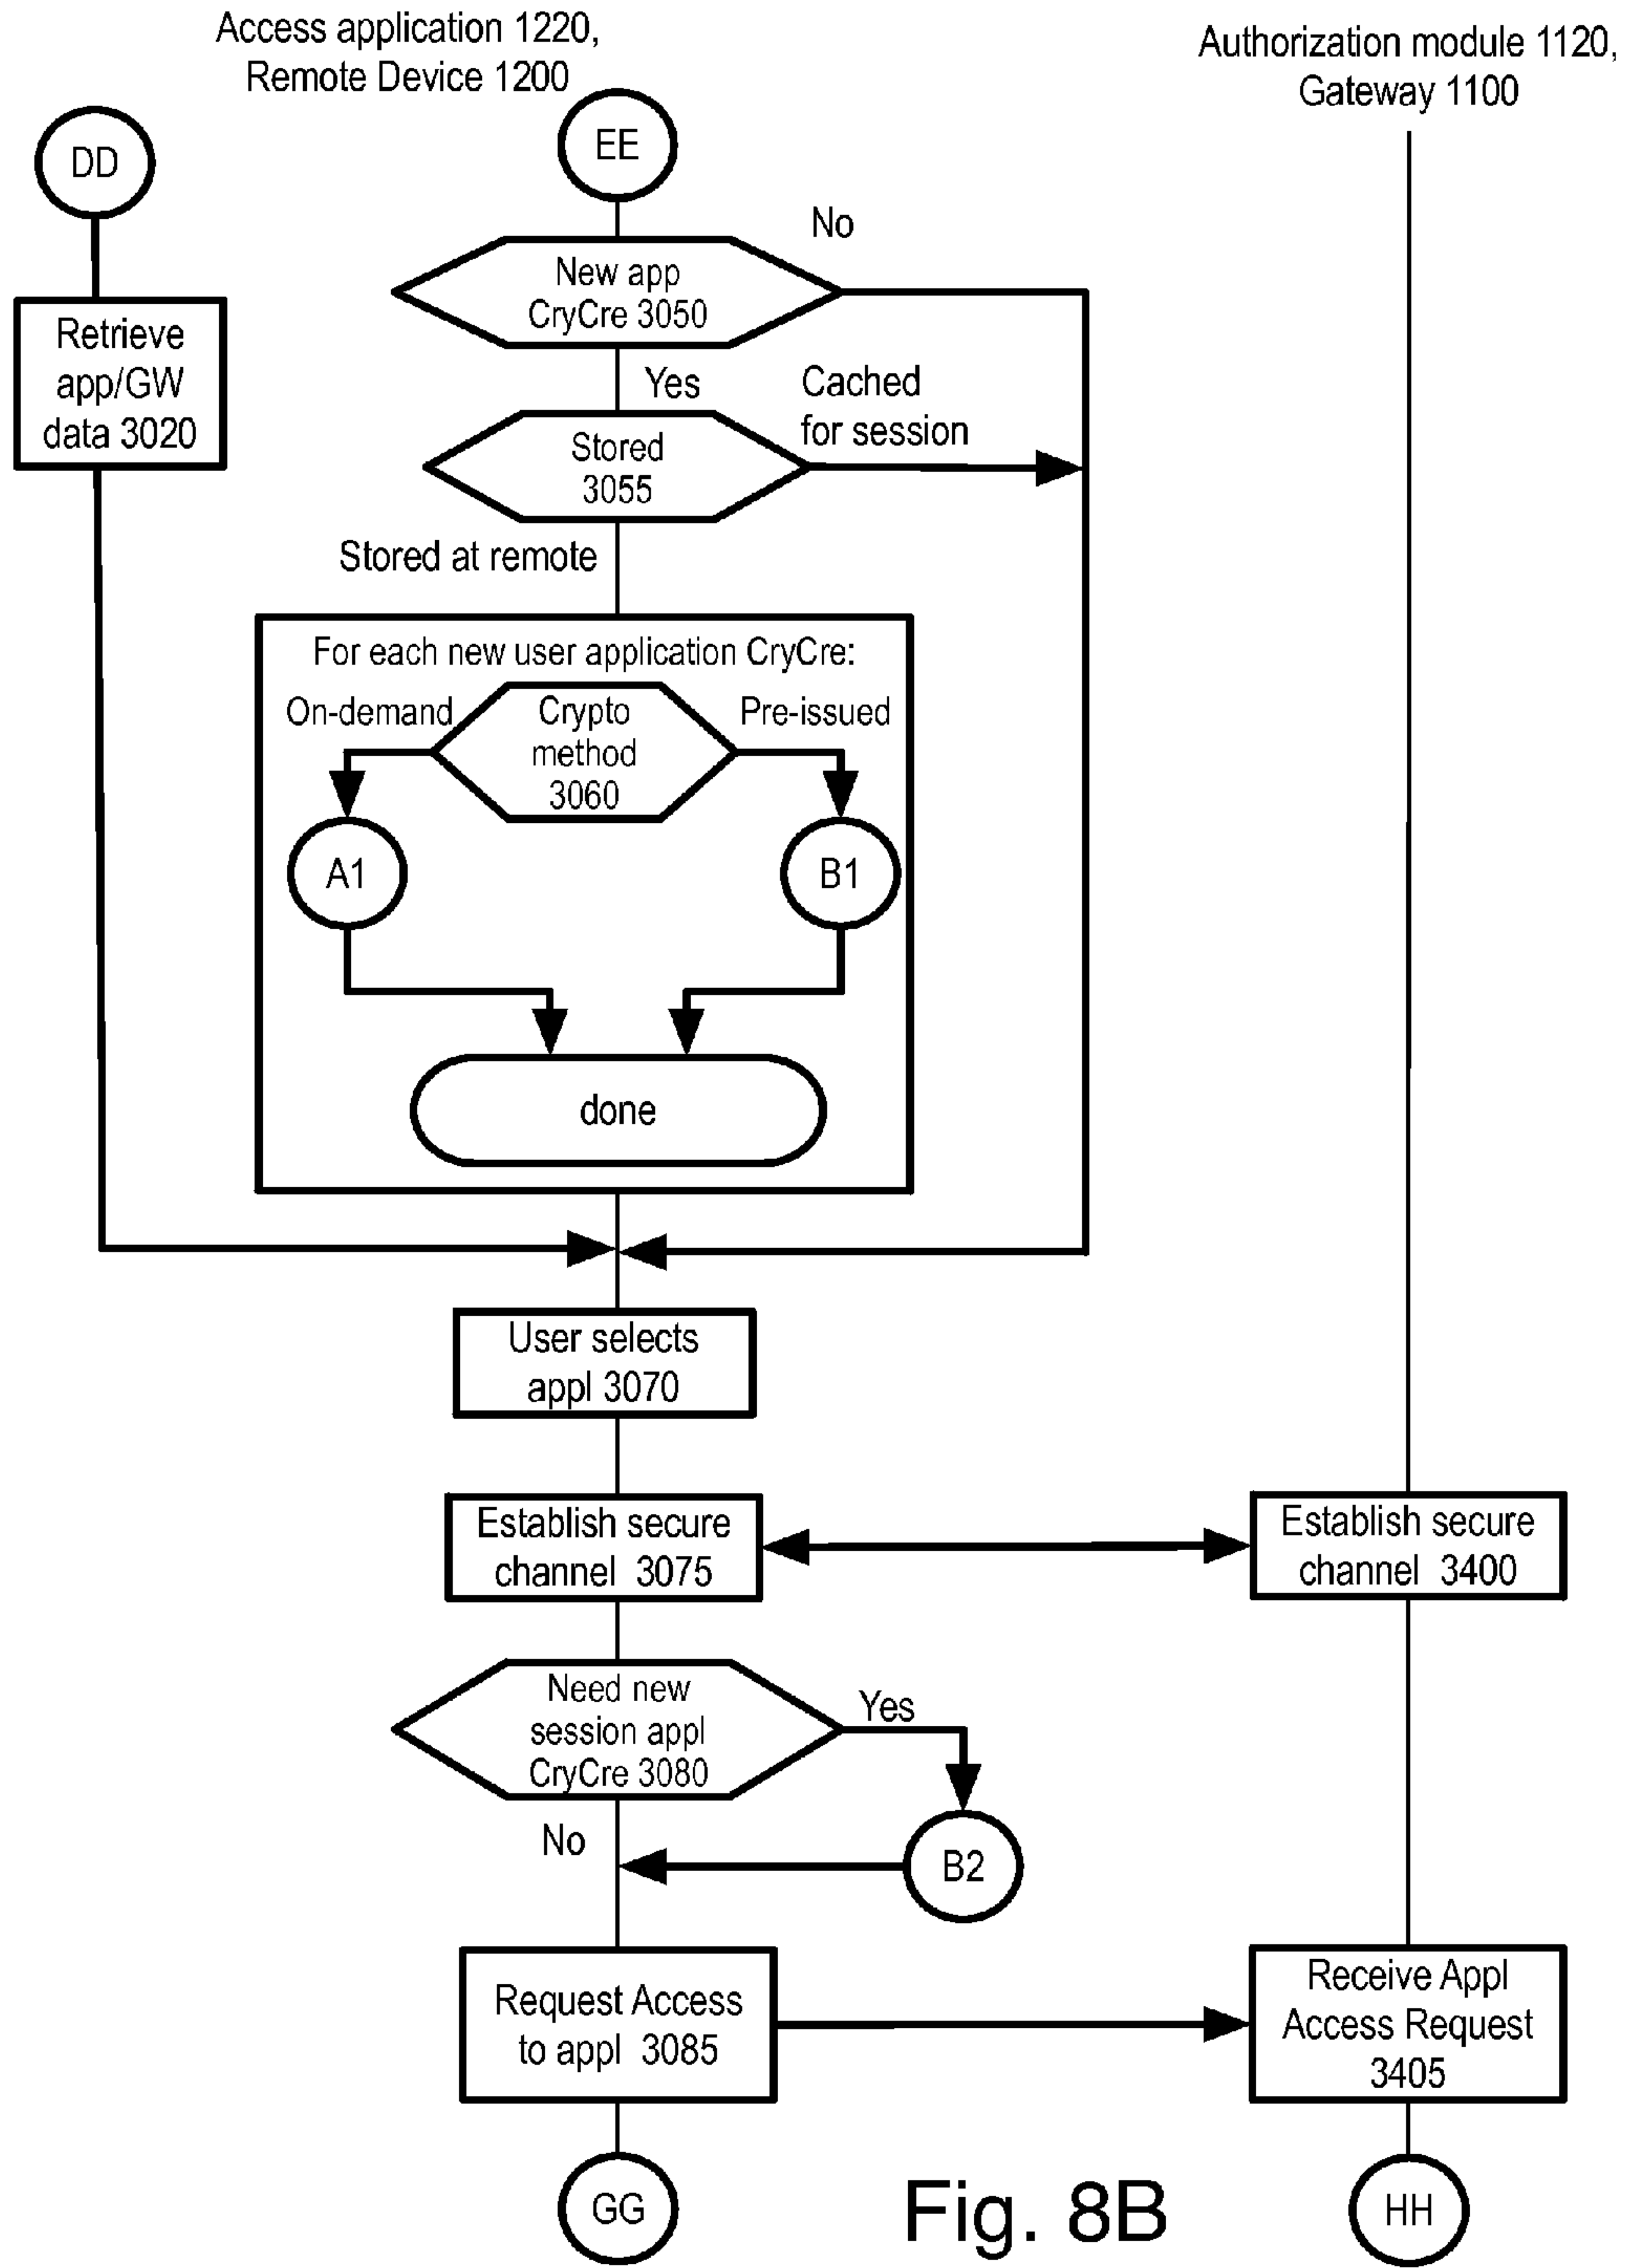 Access application 1220,
Remote Device 1200
Authorization module 1120,
Gateway 1100
DD
EE
No
New app
CryCre 3050
Retrieve
app/GW
data 3020
Yes
Cached
for session
Stored
3055
Stored at remote
For each new user application CryCre:
On-demand
Crypto
method
3060
Pre-issued
A1
B1
done
User selects
appl 3070
Establish secure
channel 3075
Establish secure
channel 3400
Need new
session appl
CryCre 3080
Yes
No
B2
Request Access
to appl 3085
Receive Appl
Access Request
3405
GG
Fig. 8B
HH